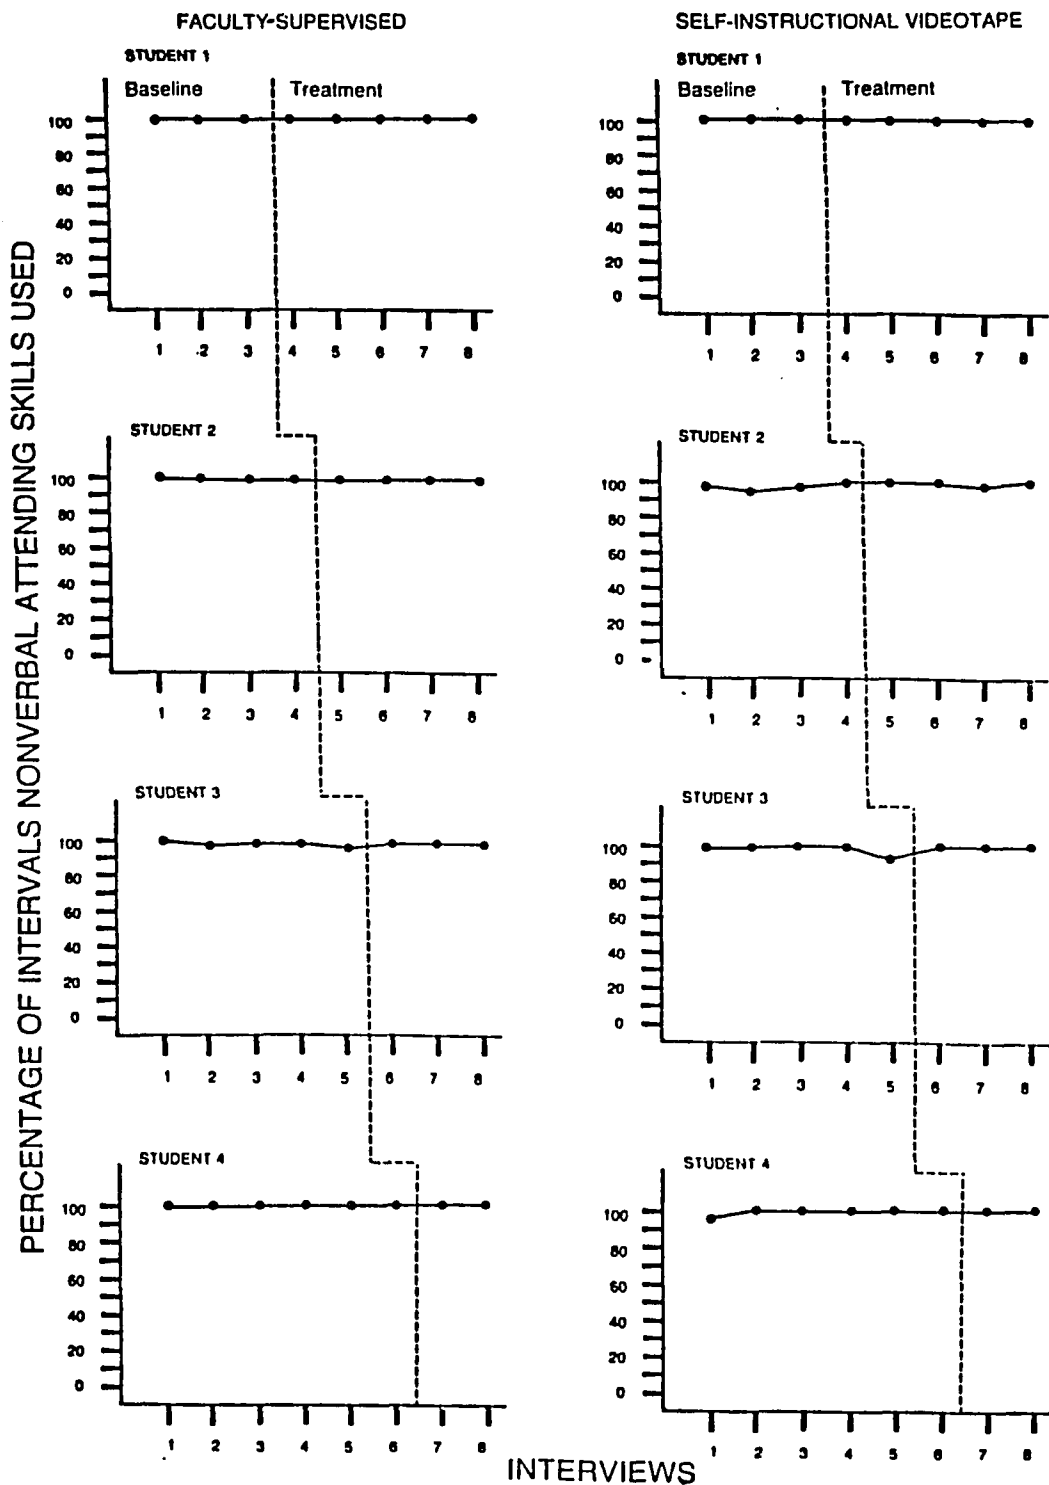 FACULTY-SUPERVISED
STUDENT 1
Baseline Treatment
100
80
60
40
20
0
1 2 3 4 5 6 7 8
STUDENT 2
100
80
60
40
20
0
1 2 3 4 5 6 7 8
STUDENT 3
100
80
60
40
20
0
1 2 3 4 5 6 7 8
STUDENT 4
100
80
60
40
20
0
1 2 3 4 5 6 7 8
SELF-INSTRUCTIONAL VIDEOTAPE
STUDENT 1
Baseline Treatment
100
80
60
40
20
0
1 2 3 4 5 6 7 8
STUDENT 2
100
80
60
40
20
0
1 2 3 4 5 6 7 8
STUDENT 3
100
80
60
40
20
0
1 2 3 4 5 6 7 8
STUDENT 4
100
80
60
40
20
0
1 2 3 4 5 6 7 8
PERCENTAGE OF INTERVALS NONVERBAL ATTENDING SKILLS USED
INTERVIEWS